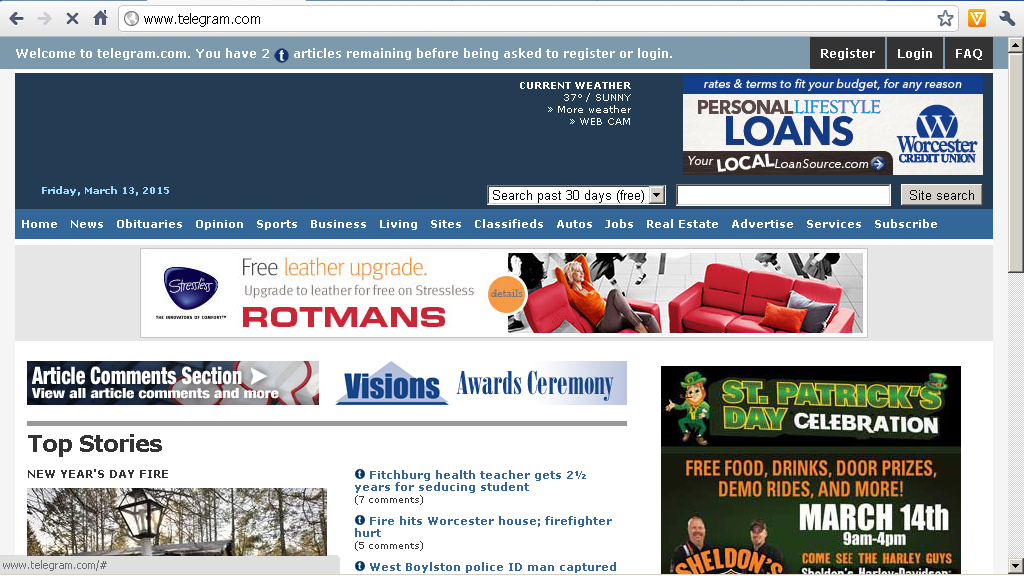 www.telegram.com
Welcome to telegram.com. You have 2 t articles remaining before being asked to register or login.
Register Login FAQ
CURRENT WEATHER
37° / SUNNY
» More weather
» WEB CAM
rates & terms to fit your budget, for any reason
PERSONAL LIFESTYLE
LOANS
Your LOCAL LoanSource.com
W
Worcester
CREDIT UNION
Friday, March 13, 2015
Search past 30 days (free)
Site search
Home News Obituaries Opinion Sports Business Living Sites Classifieds Autos Jobs Real Estate Advertise Services Subscribe
Stressless
THE INNOVATORS OF COMFORT™
Free leather upgrade.
Upgrade to leather for free on Stressless
ROTMANS
details
Article Comments Section
View all article comments and more
Visions Awards Ceremony
Top Stories
NEW YEAR'S DAY FIRE
Fitchburg health teacher gets 2½
years for seducing student
(7 comments)
Fire hits Worcester house; firefighter
hurt
(5 comments)
West Boylston police ID man captured
ST. PATRICK'S
DAY CELEBRATION
FREE FOOD, DRINKS, DOOR PRIZES,
DEMO RIDES, AND MORE!
MARCH 14th
9am-4pm
COME SEE THE HARLEY GUYS
SHELDON'S
Sheldon's Harley-Davidson
www.telegram.com/#